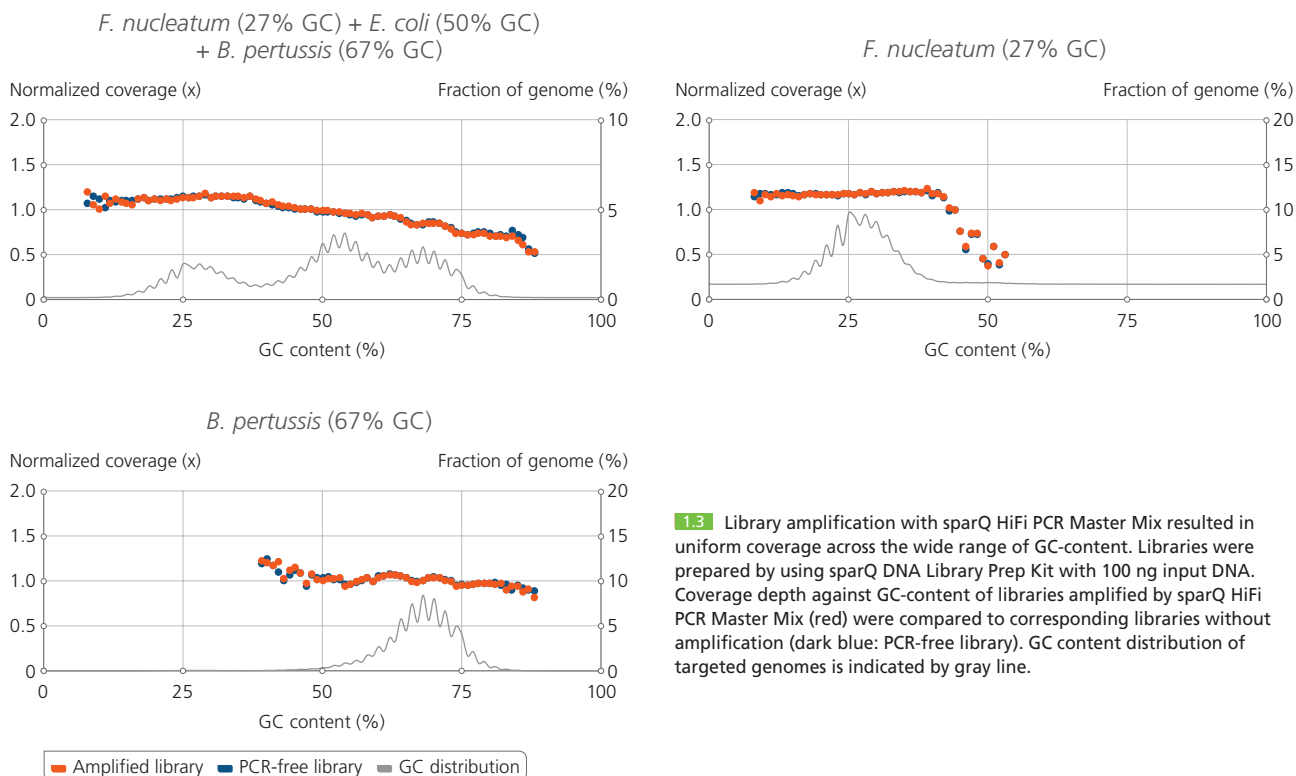 F. nucleatum (27% GC) + E. coli (50% GC)
+ B. pertussis (67% GC)
Normalized coverage (x) Fraction of genome (%)
2.0 10
1.5
1.0 5
0.5
0 0
0 25 50 75 100
GC content (%)
F. nucleatum (27% GC)
Normalized coverage (x) Fraction of genome (%)
2.0 20
1.5 15
1.0 10
0.5 5
0 0
0 25 50 75 100
GC content (%)
B. pertussis (67% GC)
Normalized coverage (x) Fraction of genome (%)
2.0 20
1.5 15
1.0 10
0.5 5
0 0
0 25 50 75 100
GC content (%)
Amplified library PCR-free library GC distribution
1.3 Library amplification with sparQ HiFi PCR Master Mix resulted in
uniform coverage across the wide range of GC-content. Libraries were
prepared by using sparQ DNA Library Prep Kit with 100 ng input DNA.
Coverage depth against GC-content of libraries amplified by sparQ HiFi
PCR Master Mix (red) were compared to corresponding libraries without
amplification (dark blue: PCR-free library). GC content distribution of
targeted genomes is indicated by gray line.